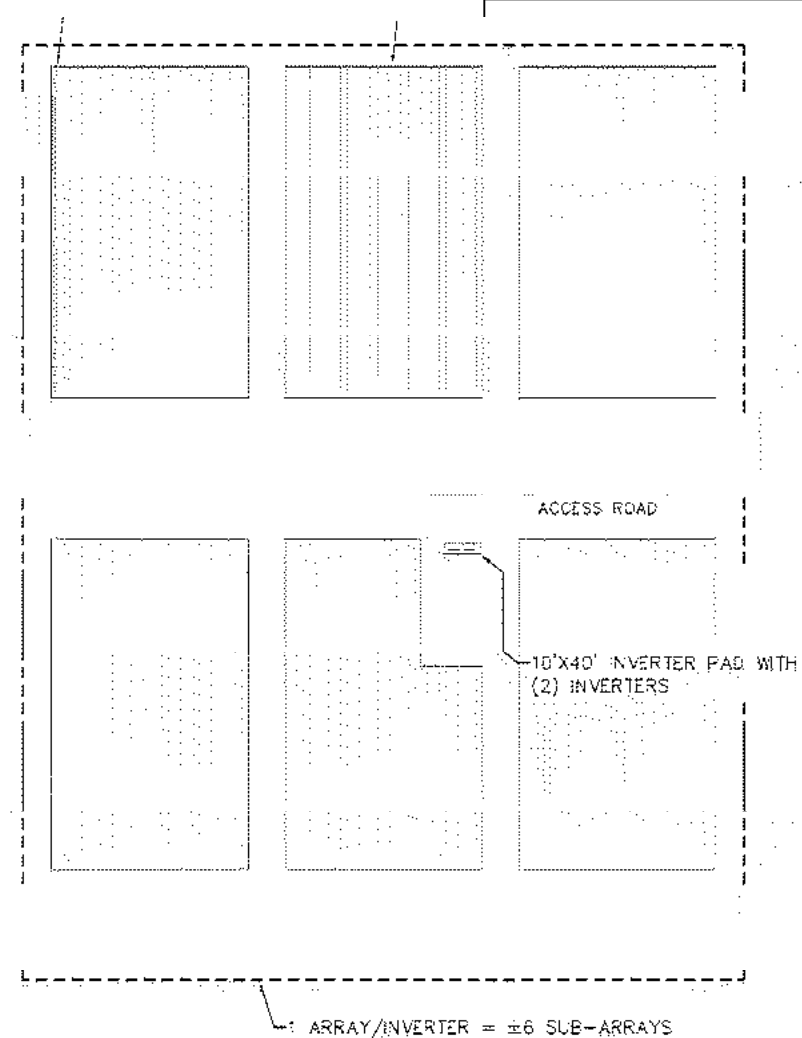 ACCESS ROAD
10'X40' INVERTER PAD WITH
(2) INVERTERS
1 ARRAY/INVERTER = ±6 SUB-ARRAYS